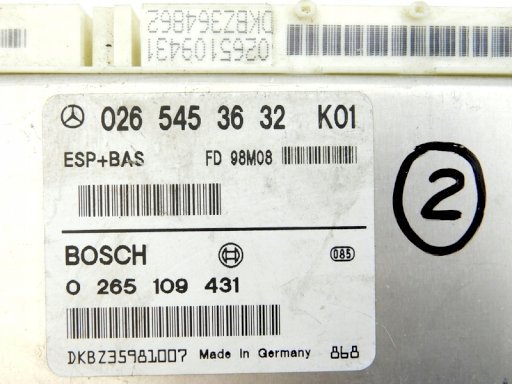 DKBZ364862
0265109431
026 545 36 32 K01
ESP+BAS FD 98M08
BOSCH 085
0 265 109 431
DKBZ35981007 Made In Germany 868
2